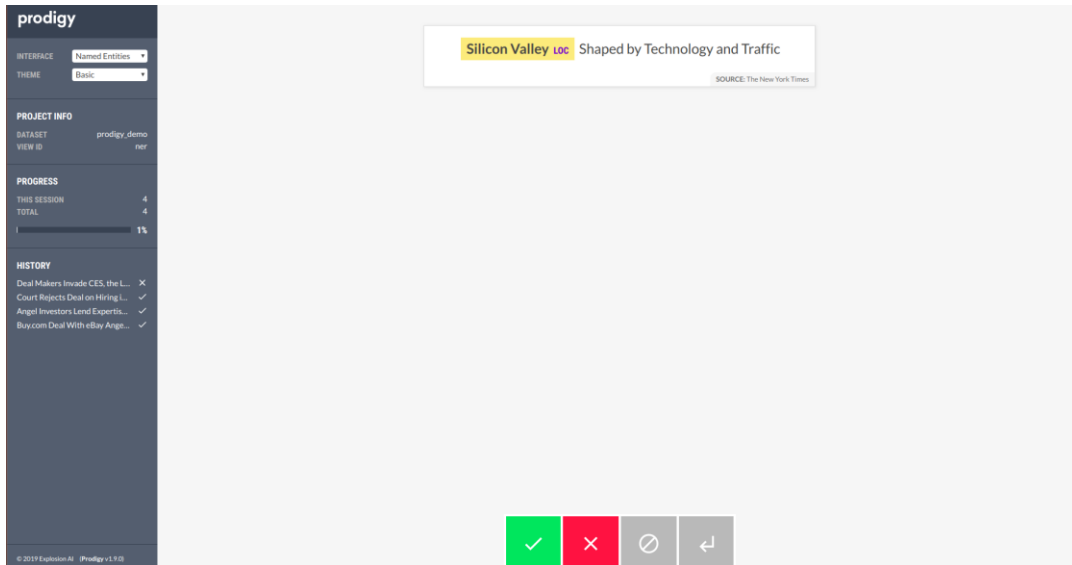 prodigy
INTERFACE Named Entities
THEME Basic
PROJECT INFO
DATASET prodigy_demo
VIEW ID ner
PROGRESS
THIS SESSION 4
TOTAL 4
1%
HISTORY
Deal Makers Invade CES, the L...
Court Rejects Deal on Hiring i...
Angel Investors Lend Expertis...
Buy.com Deal With eBay Ange...
© 2019 Explosion AI (Prodigy v1.9.0)
Silicon Valley LOC Shaped by Technology and Traffic
SOURCE: The New York Times